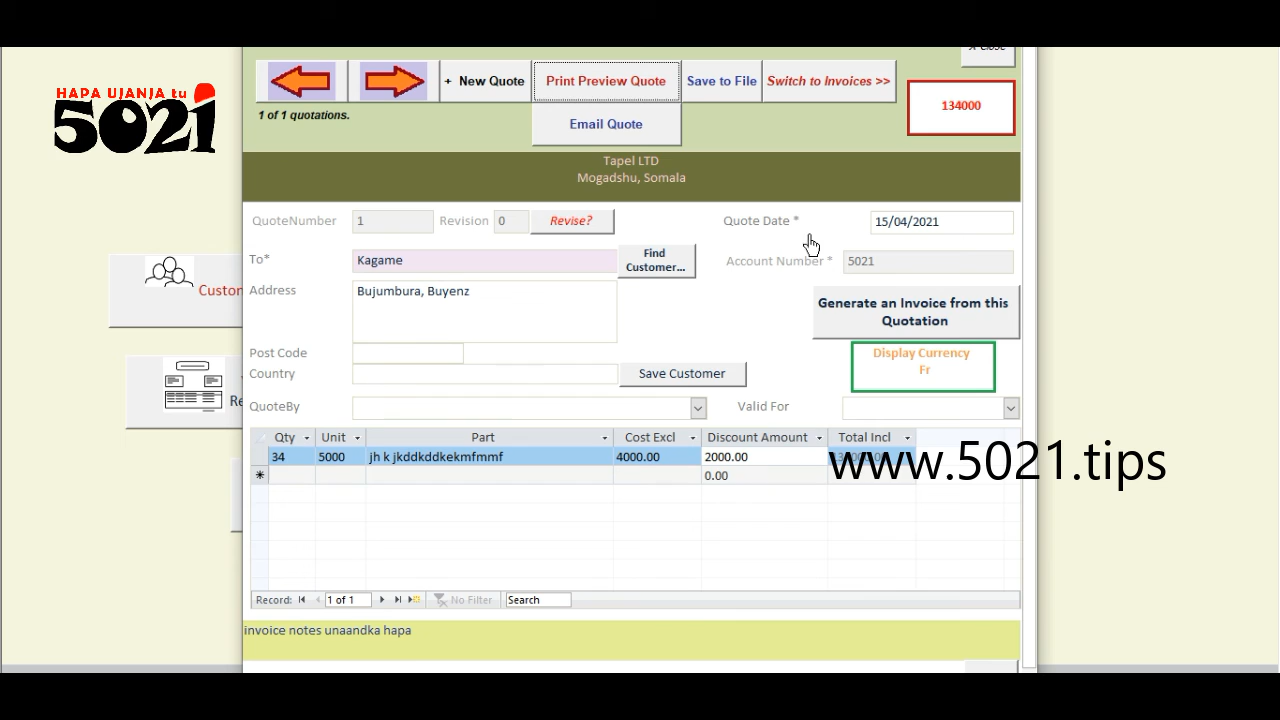 HAPA UJANJA tu
5021
Close
+ New Quote
Print Preview Quote
Save to File
Switch to Invoices >>
134000
1 of 1 quotations.
Email Quote
Tapel LTD
Mogadshu, Somala
QuoteNumber 1 Revision 0 Revise? Quote Date * 15/04/2021
To* Kagame Find Customer... Account Number * 5021
Address Bujumbura, Buyenz
Generate an Invoice from this
Quotation
Post Code
Display Currency
Fr
Country Save Customer
QuoteBy Valid For
Custom
Re
Qty Unit Part Cost Excl Discount Amount Total Incl
34 5000 jh k jkddkddkekmfmmf 4000.00 2000.00
www.5021.tips
0.00
Record: 1 of 1 No Filter Search
invoice notes unaandka hapa